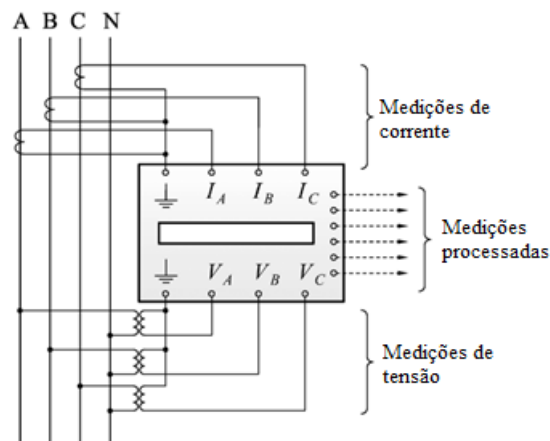 A B C N
Medições de
corrente
I_A I_B I_C
Medições
processadas
V_A V_B V_C
Medições de
tensão